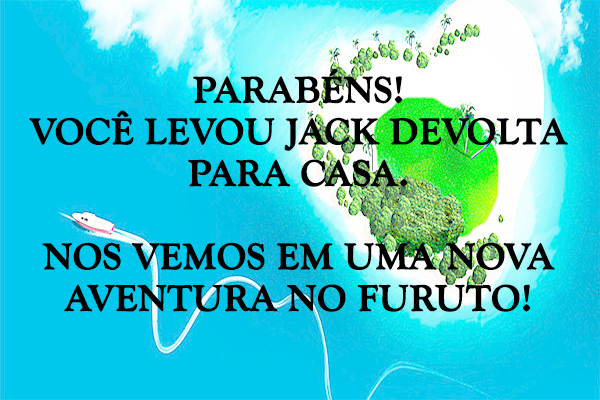 PARABÉNS!
VOCÊ LEVOU JACK DEVOLTA
PARA CASA.
NOS VEMOS EM UMA NOVA
AVENTURA NO FURUTO!